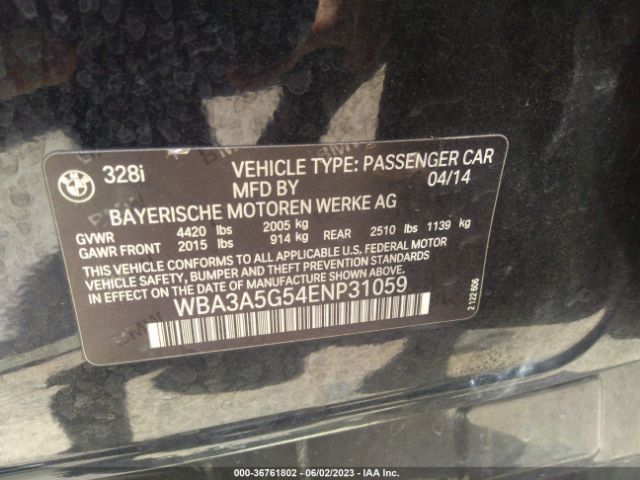 328i VEHICLE TYPE: PASSENGER CAR
MFD BY 04/14
BAYERISCHE MOTOREN WERKE AG
GVWR 4420 lbs 2005 kg
GAWR FRONT 2015 lbs 914 kg REAR 2510 lbs 1139 kg
THIS VEHICLE CONFORMS TO ALL APPLICABLE U.S. FEDERAL MOTOR
VEHICLE SAFETY, BUMPER AND THEFT PREVENTION STANDARDS
IN EFFECT ON THE DATE OF MANUFACTURE SHOWN ABOVE.
WBA3A5G54ENP31059
2 122 606
000-36761802 - 06/02/2023 - IAA Inc.